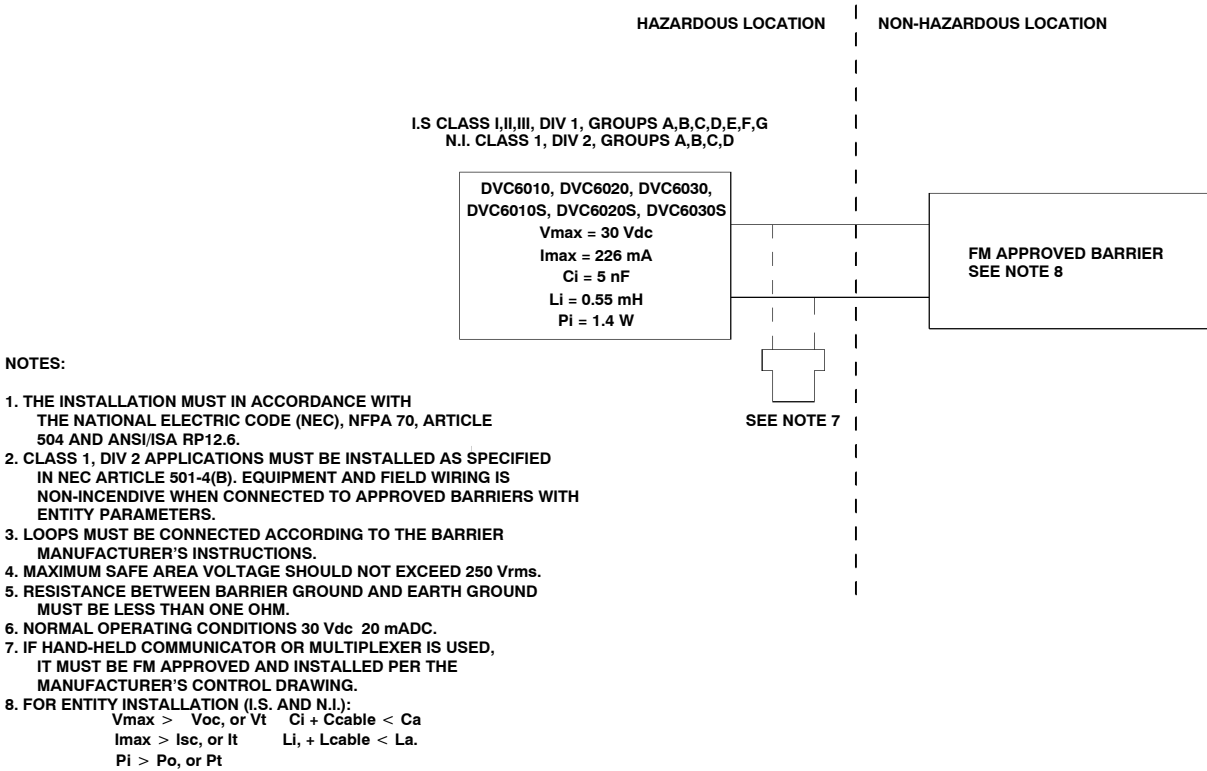 HAZARDOUS LOCATION
NON-HAZARDOUS LOCATION
I.S CLASS I,II,III, DIV 1, GROUPS A,B,C,D,E,F,G
N.I. CLASS 1, DIV 2, GROUPS A,B,C,D
DVC6010, DVC6020, DVC6030,
DVC6010S, DVC6020S, DVC6030S
Vmax = 30 Vdc
Imax = 226 mA
Ci = 5 nF
Li = 0.55 mH
Pi = 1.4 W
FM APPROVED BARRIER
SEE NOTE 8
SEE NOTE 7
NOTES:
1. THE INSTALLATION MUST IN ACCORDANCE WITH
THE NATIONAL ELECTRIC CODE (NEC), NFPA 70, ARTICLE
504 AND ANSI/ISA RP12.6.
2. CLASS 1, DIV 2 APPLICATIONS MUST BE INSTALLED AS SPECIFIED
IN NEC ARTICLE 501-4(B). EQUIPMENT AND FIELD WIRING IS
NON-INCENDIVE WHEN CONNECTED TO APPROVED BARRIERS WITH
ENTITY PARAMETERS.
3. LOOPS MUST BE CONNECTED ACCORDING TO THE BARRIER
MANUFACTURER'S INSTRUCTIONS.
4. MAXIMUM SAFE AREA VOLTAGE SHOULD NOT EXCEED 250 Vrms.
5. RESISTANCE BETWEEN BARRIER GROUND AND EARTH GROUND
MUST BE LESS THAN ONE OHM.
6. NORMAL OPERATING CONDITIONS 30 Vdc 20 mADC.
7. IF HAND-HELD COMMUNICATOR OR MULTIPLEXER IS USED,
IT MUST BE FM APPROVED AND INSTALLED PER THE
MANUFACTURER'S CONTROL DRAWING.
8. FOR ENTITY INSTALLATION (I.S. AND N.I.):
Vmax > Voc, or Vt Ci + Ccable < Ca
Imax > Isc, or It Li, + Lcable < La.
Pi > Po, or Pt